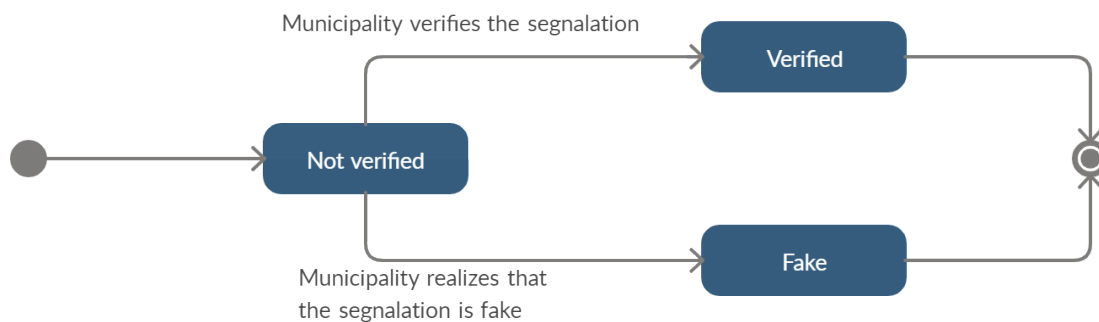 Municipality verifies the segnalation
Verified
Not verified
Fake
Municipality realizes that
the segnalation is fake